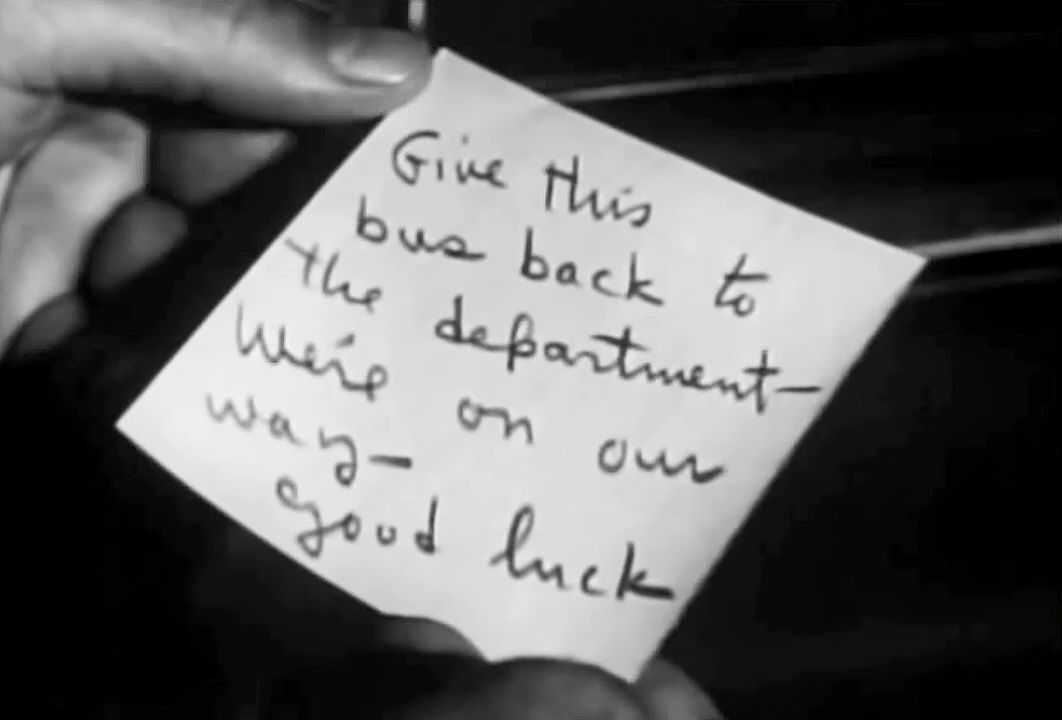 Give this
bus back to
the department—
We're on our
way—
good luck